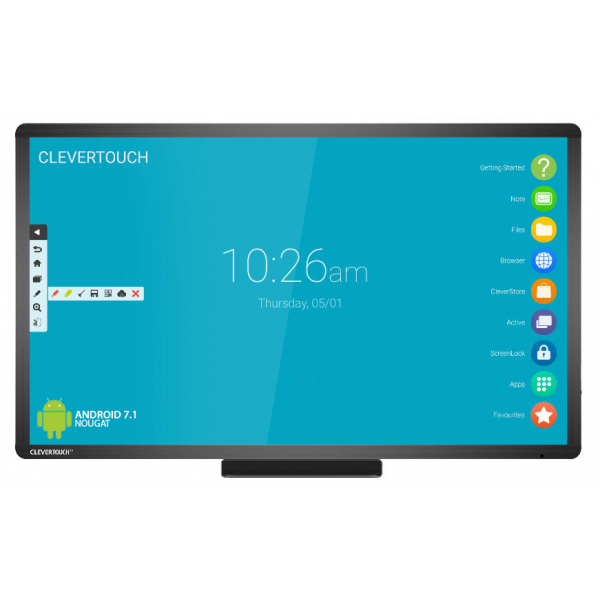 CLEVERTOUCH
Getting Started
Note
Files
Browser
10:26am
CleverStore
Thursday, 05/01
Active
ScreenLock
Apps
ANDROID 7.1
NOUGAT
Favourites
CLEVERTOUCH